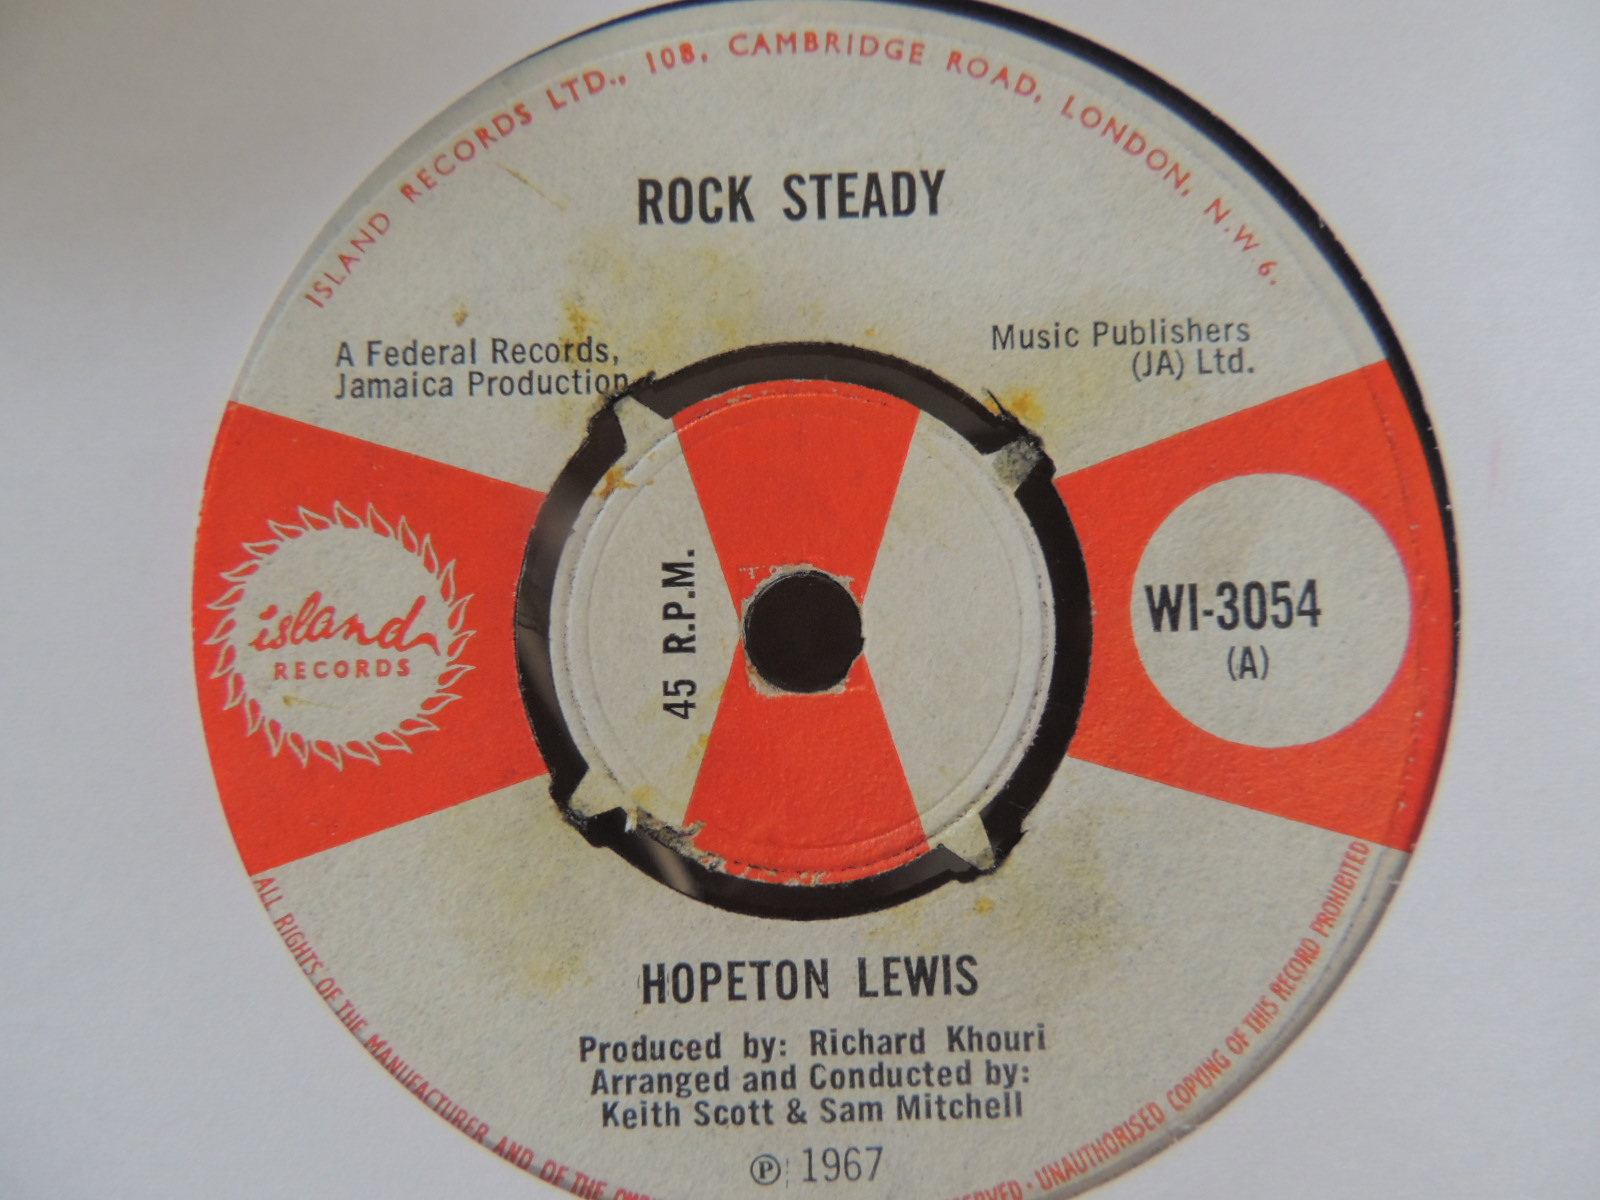 ISLAND RECORDS LTD., 108, CAMBRIDGE ROAD, LONDON, N.W.6.
ROCK STEADY
A Federal Records,
Jamaica Production
Music Publishers
(JA) Ltd.
island
RECORDS
45 R.P.M.
WI-3054
(A)
HOPETON LEWIS
Produced by: Richard Khouri
Arranged and Conducted by:
Keith Scott & Sam Mitchell
℗ 1967
ALL RIGHTS OF THE MANUFACTURER AND OF THE
UNAUTHORISED COPYING OF THIS RECORD PROHIBITED